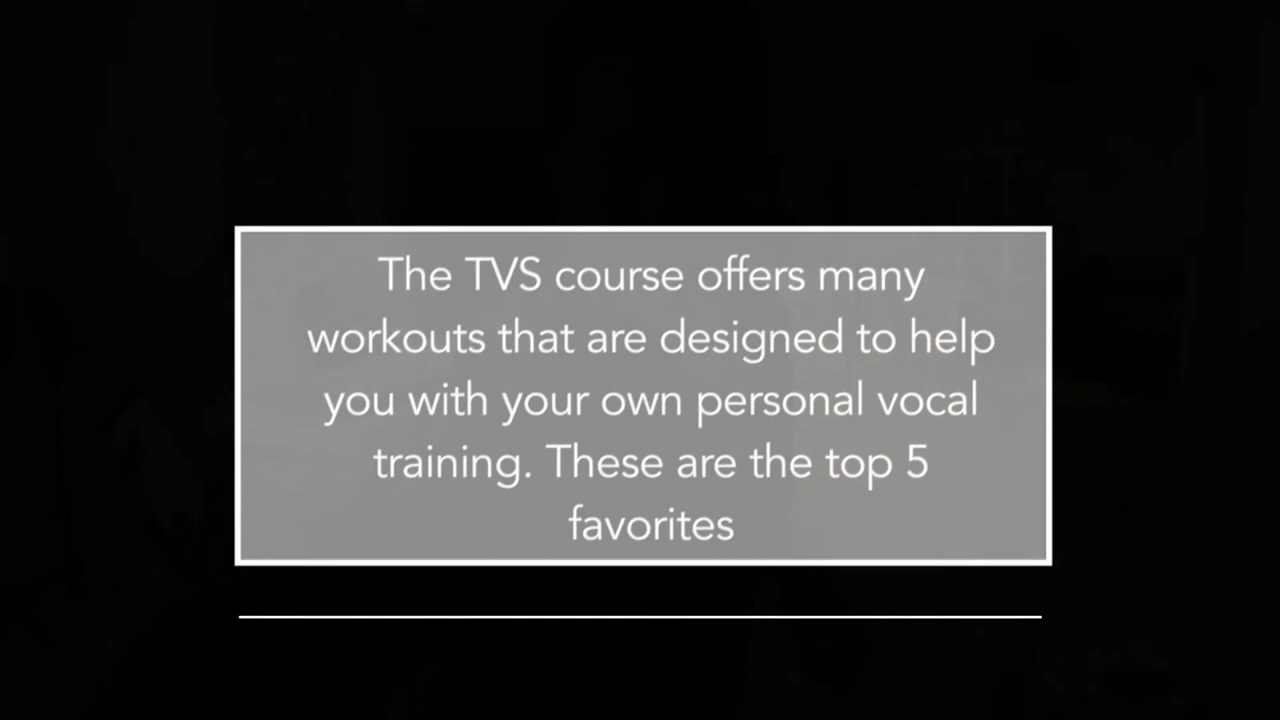 The TVS course offers many
workouts that are designed to help
you with your own personal vocal
training. These are the top 5
favorites